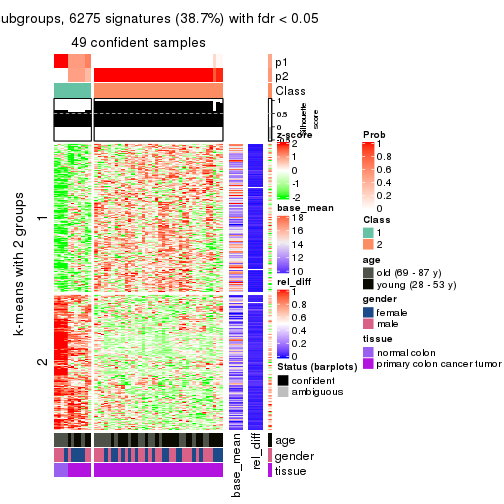 ubgroups, 6275 signatures (38.7%) with fdr < 0.05
49 confident samples
p1
p2
Class
1
0.5
0
-0.5
Silhouette
score
k-means with 2 groups
1
2
z-score
2
1
0
-1
-2
base_mean
18
16
14
12
10
rel_diff
1
0.8
0.6
0.4
0.2
0
Status (barplots)
confident
ambiguous
Prob
1
0.8
0.6
0.4
0.2
0
Class
1
2
age
old (69 - 87 y)
young (28 - 53 y)
gender
female
male
tissue
normal colon
primary colon cancer tumor
age
gender
tissue
base_mean
rel_diff